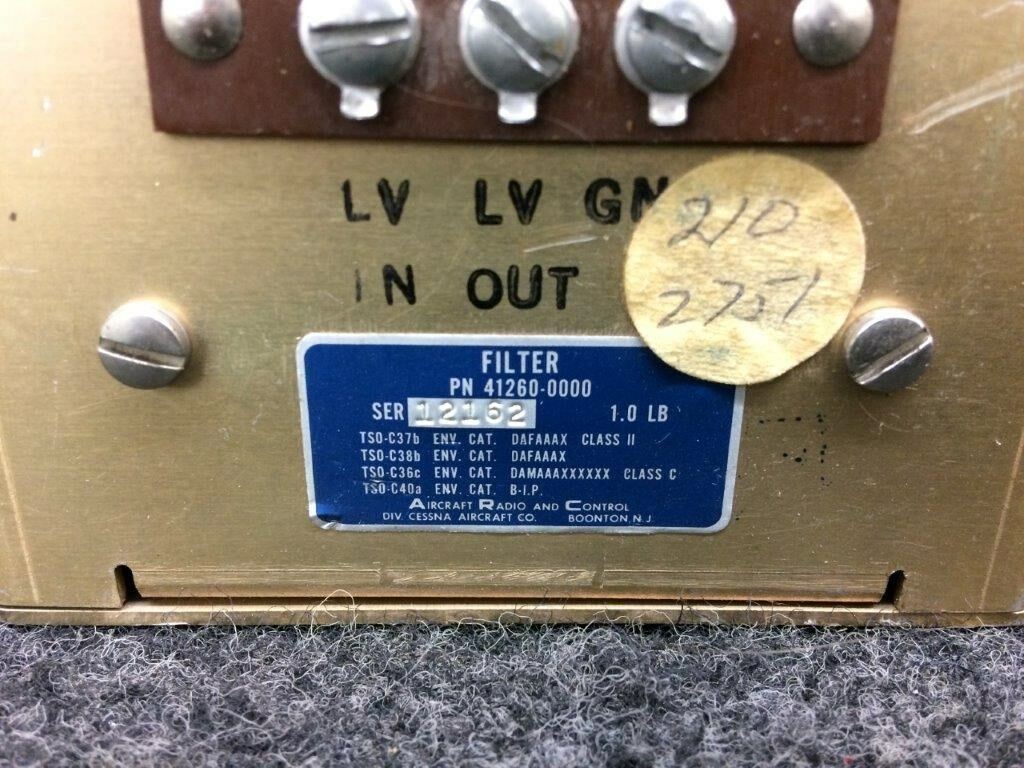 LV LV GN
IN OUT
210
2751
FILTER
PN 41260-0000
SER 12162 1.0 LB
TSO-C37b ENV. CAT. DAFAAAX CLASS II
TSO-C38b ENV. CAT. DAFAAAX
TSO-C36c ENV. CAT. DAMAAAXXXXXX CLASS C
TSO-C40a ENV. CAT. B-I.P.
AIRCRAFT RADIO AND CONTROL
DIV. CESSNA AIRCRAFT CO. BOONTON, N.J.